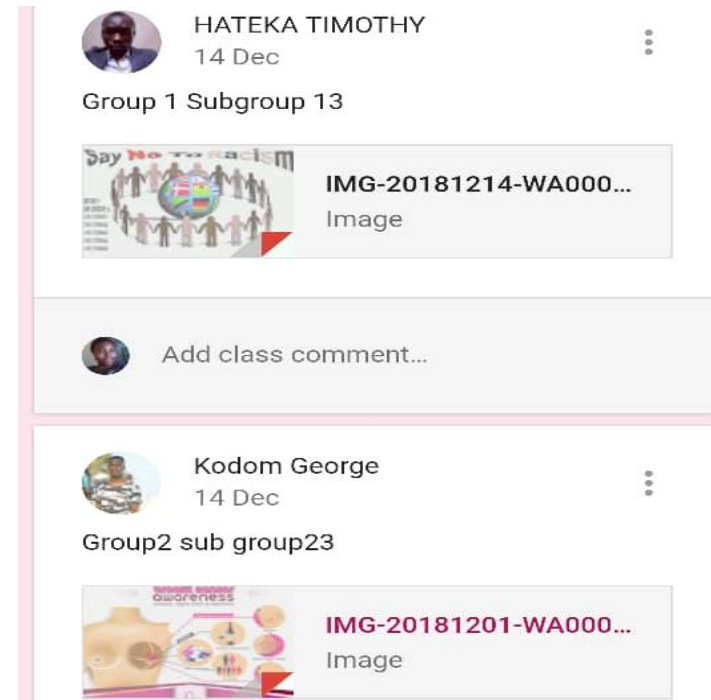 HATEKA TIMOTHY
14 Dec
Group 1 Subgroup 13
Say No To Racism
IMG-20181214-WA000...
Image
Add class comment...
Kodom George
14 Dec
Group2 sub group23
awareness
IMG-20181201-WA000...
Image